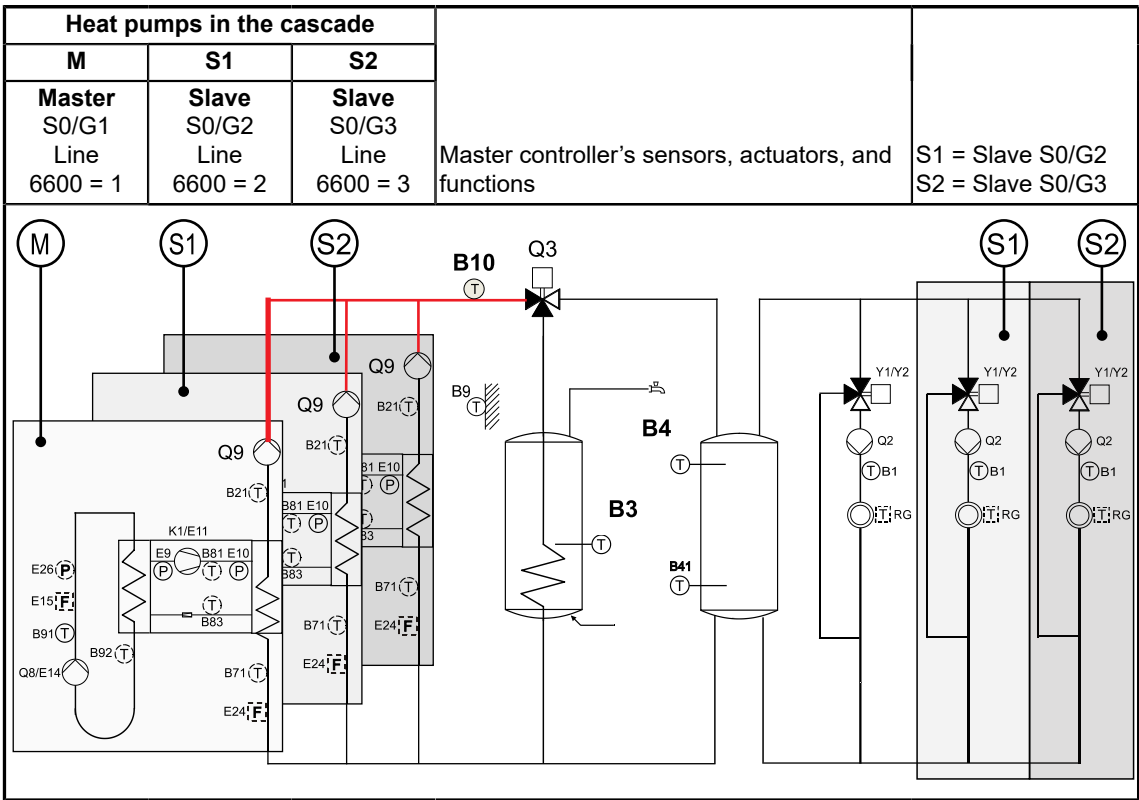 Heat pumps in the cascade
M S1 S2
Master Slave Slave
S0/G1 S0/G2 S0/G3
Line Line Line Master controller's sensors, actuators, and S1 = Slave S0/G2
6600 = 1 6600 = 2 6600 = 3 functions S2 = Slave S0/G3
M S1 S2 B10 Q3 S1 S2
T
Q9 B9 Y1/Y2 Y1/Y2 Y1/Y2
B21 T T
Q9 B4
B21 T Q2 Q2 Q2
Q9 81 E10 T T B1 T B1 T B1
B21 T T P
B81 E10 B3 T RG T RG T RG
T P T
K1/E11 T 83
E9 B81 E10 T T
P T P B83 B41
E26 P B71 T T
E15 F T
B83
B91 T B71 T E24 F
B92 T
Q8/E14 B71 T E24 F
E24 F